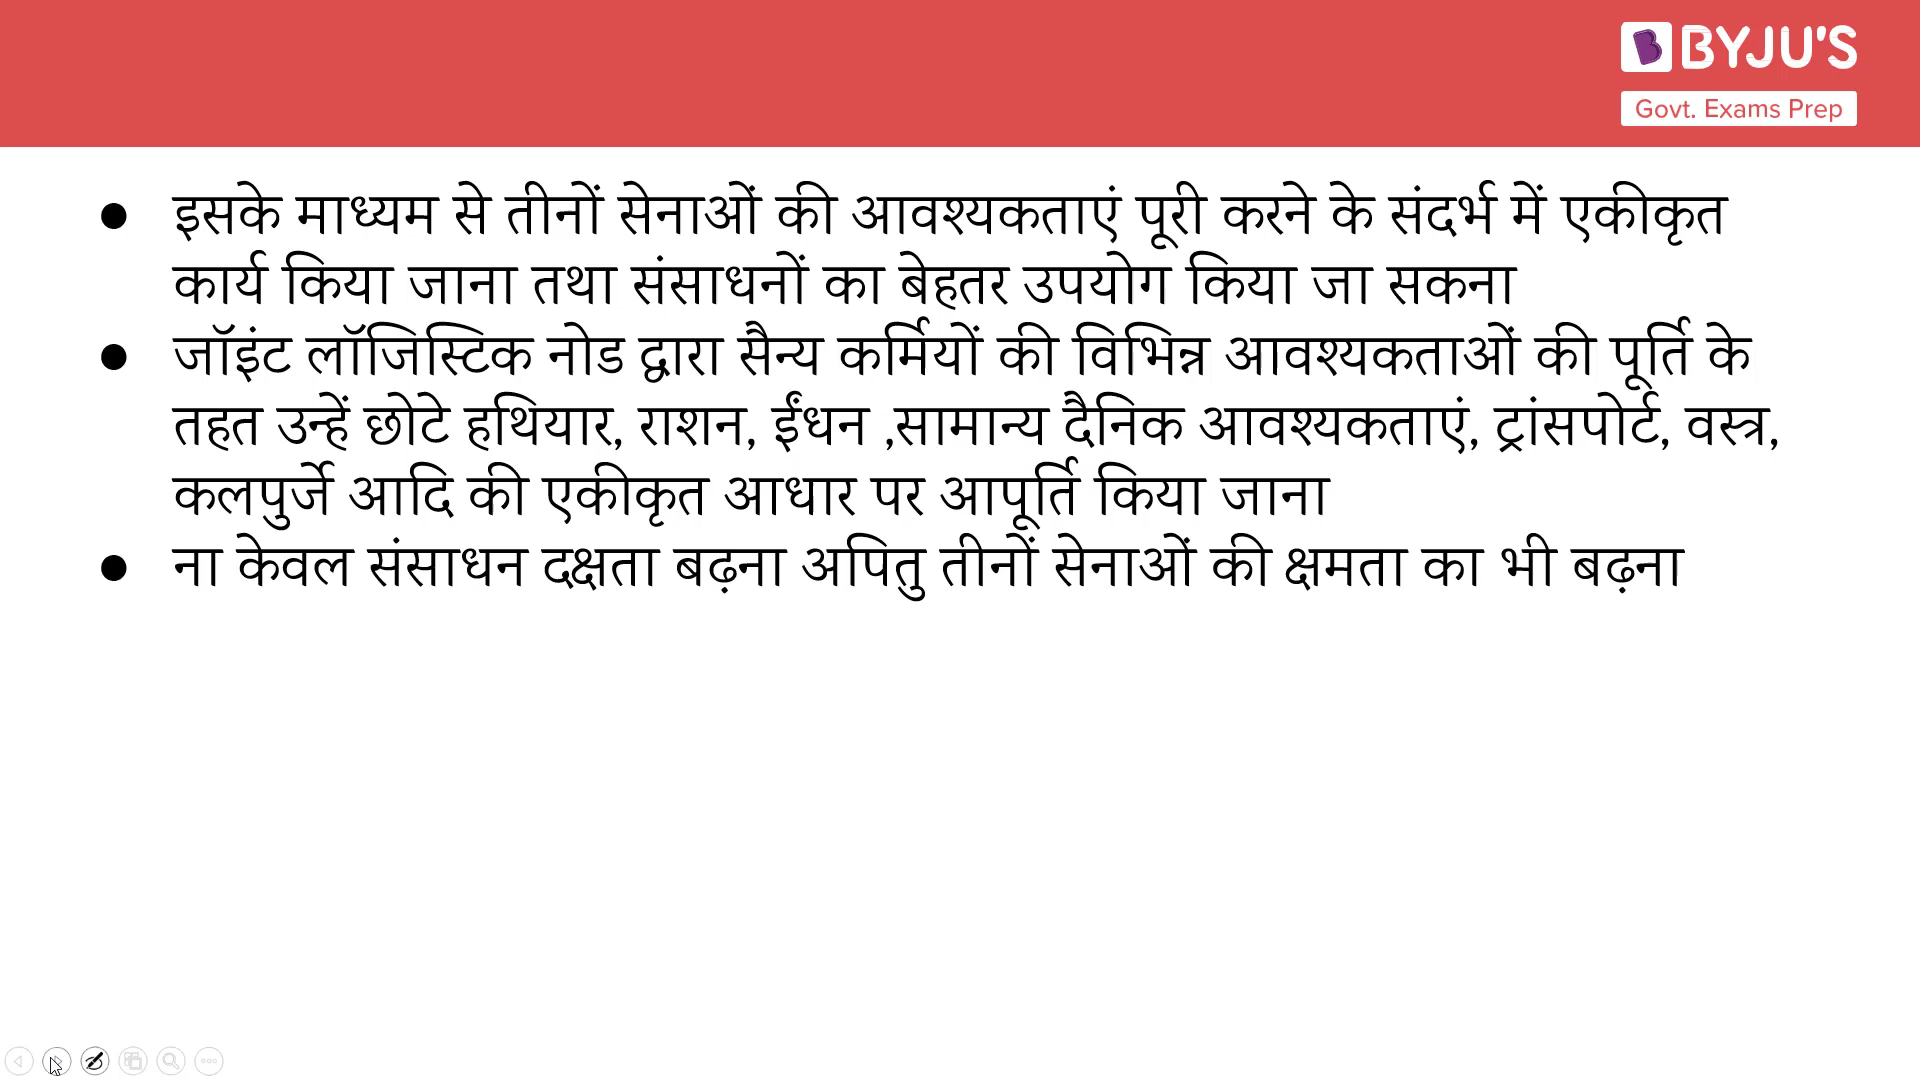 BYJU'S
Govt. Exams Prep
● इसके माध्यम से तीनों सेनाओं की आवश्यकताएं पूरी करने के संदर्भ में एकीकृत
कार्य किया जाना तथा संसाधनों का बेहतर उपयोग किया जा सकना
● जॉइंट लॉजिस्टिक नोड द्वारा सैन्य कर्मियों की विभिन्न आवश्यकताओं की पूर्ति के
तहत उन्हें छोटे हथियार, राशन, ईंधन ,सामान्य दैनिक आवश्यकताएं, ट्रांसपोर्ट, वस्त्र,
कलपुर्जे आदि की एकीकृत आधार पर आपूर्ति किया जाना
● ना केवल संसाधन दक्षता बढ़ना अपितु तीनों सेनाओं की क्षमता का भी बढ़ना